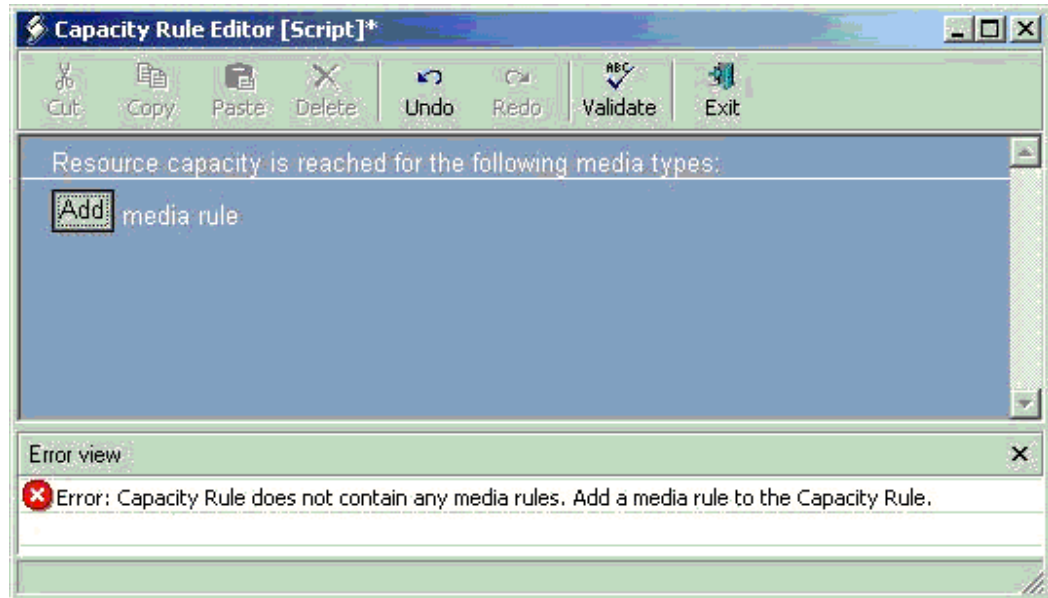 Capacity Rule Editor [Script]*
Cut Copy Paste Delete Undo Redo ABC Validate Exit
Resource capacity is reached for the following media types:
Add media rule
Error view
Error: Capacity Rule does not contain any media rules. Add a media rule to the Capacity Rule.